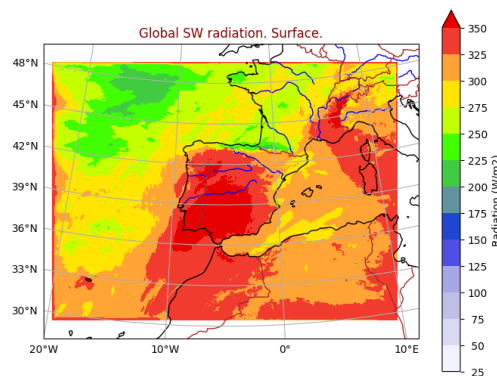 Global SW radiation. Surface.
48°N
45°N
42°N
39°N
36°N
33°N
30°N
20°W
10°W
0°
10°E
350
325
300
275
250
225
200
175
150
125
100
75
50
25
Radiation (W/m2)